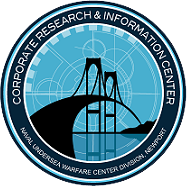 CORPORATE RESEARCH & INFORMATION CENTER
NAVAL UNDERSEA WARFARE CENTER DIVISION, NEWPORT